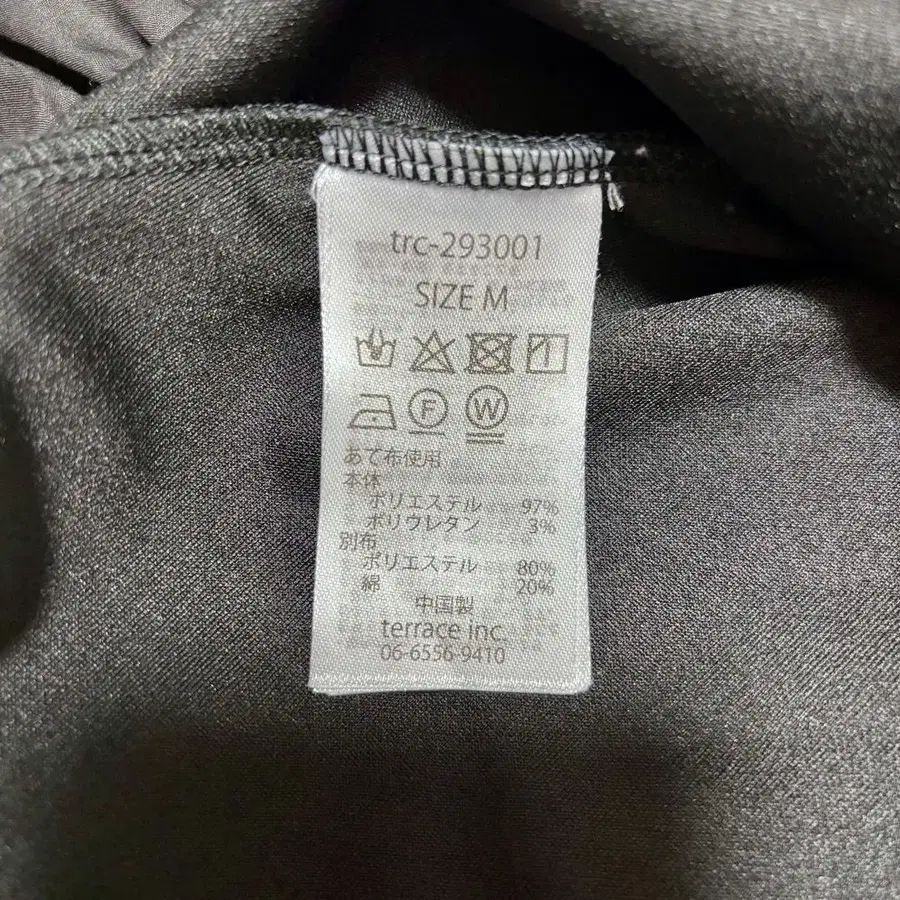 trc-293001
SIZE M
F W
あて布使用
本体
ポリエステル 97%
ポリウレタン 3%
別布
ポリエステル 80%
綿 20%
中国製
terrace inc.
06-6556-9410